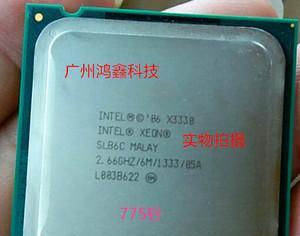 广州鸿鑫科技
INTEL®©'06 X3330
INTEL® XEON®
SLB6C MALAY
实物拍摄
2.66GHZ/6M/1333/05A
L803B622
775针